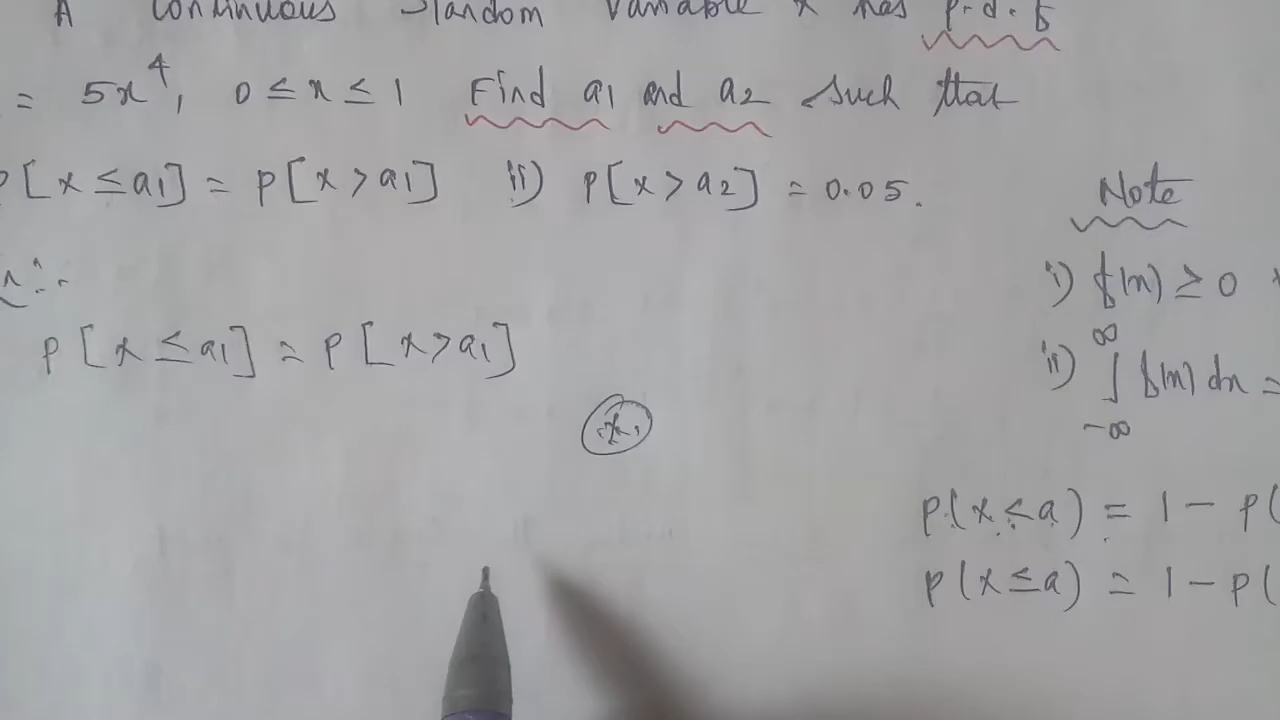 A continuous random variable x has p.d.f
= 5x⁴, 0 ≤ x ≤ 1 Find a1 and a2 such that
P[x ≤ a1] = P[x > a1] ii) P[x > a2] = 0.05.
Note
i) f(x) ≥ 0
P[x ≤ a1] = P[x > a1]
ii) ∫ f(x) dx =
∞
-∞
P(x < a) = 1 - P(
P(x ≤ a) = 1 - P(